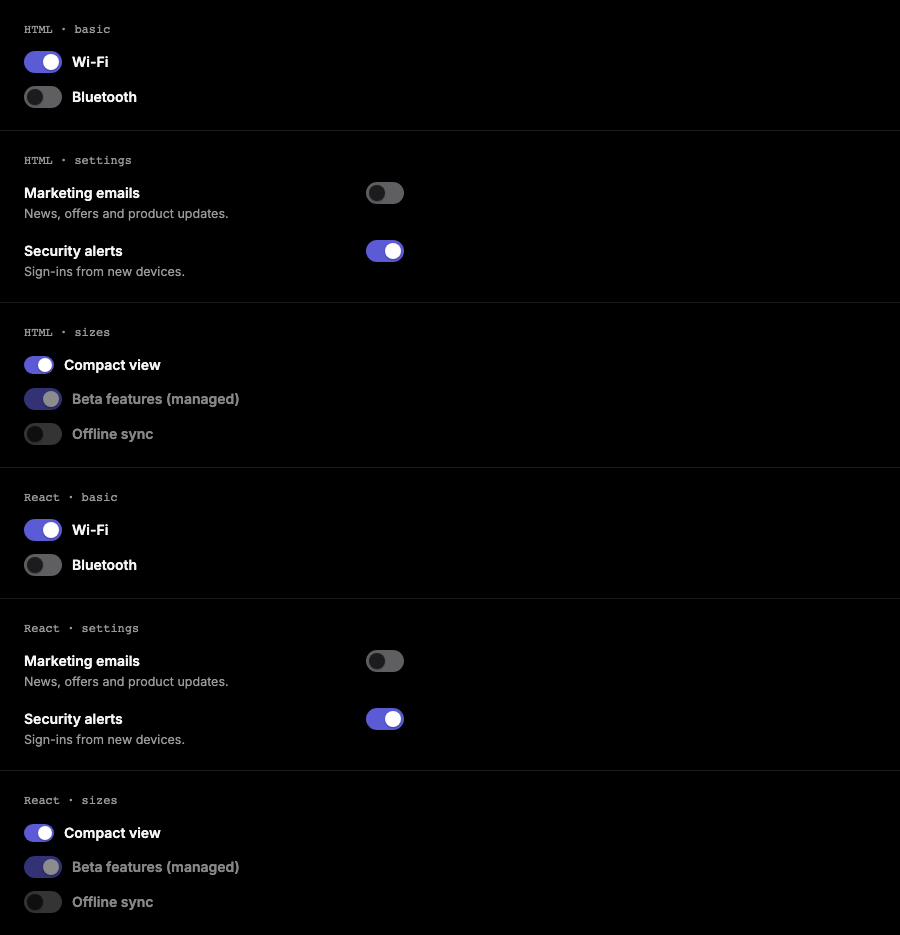 HTML · basic
Wi-Fi
Bluetooth
HTML · settings
Marketing emails
News, offers and product updates.
Security alerts
Sign-ins from new devices.
HTML · sizes
Compact view
Beta features (managed)
Offline sync
React · basic
Wi-Fi
Bluetooth
React · settings
Marketing emails
News, offers and product updates.
Security alerts
Sign-ins from new devices.
React · sizes
Compact view
Beta features (managed)
Offline sync